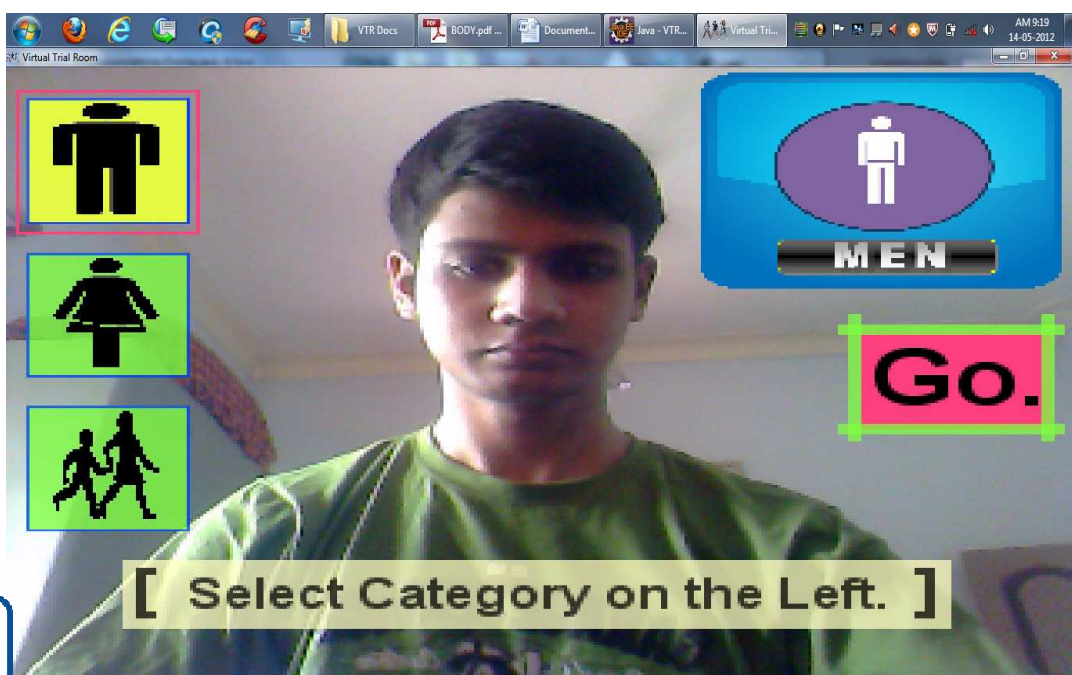 VTR Docs
BODY.pdf ...
Document...
Java - VTR...
Virtual Tri...
AM 9:19
14-05-2012
Virtual Trial Room
MEN
Go.
[ Select Category on the Left. ]